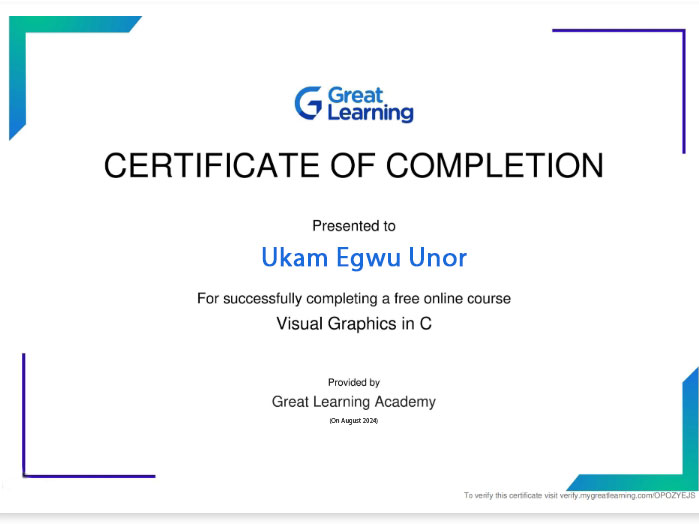 Great
Learning
CERTIFICATE OF COMPLETION
Presented to
Ukam Egwu Unor
For successfully completing a free online course
Visual Graphics in C
Provided by
Great Learning Academy
(On August 2024)
To verify this certificate visit verify.mygreatlearning.com/OPOZYEJS